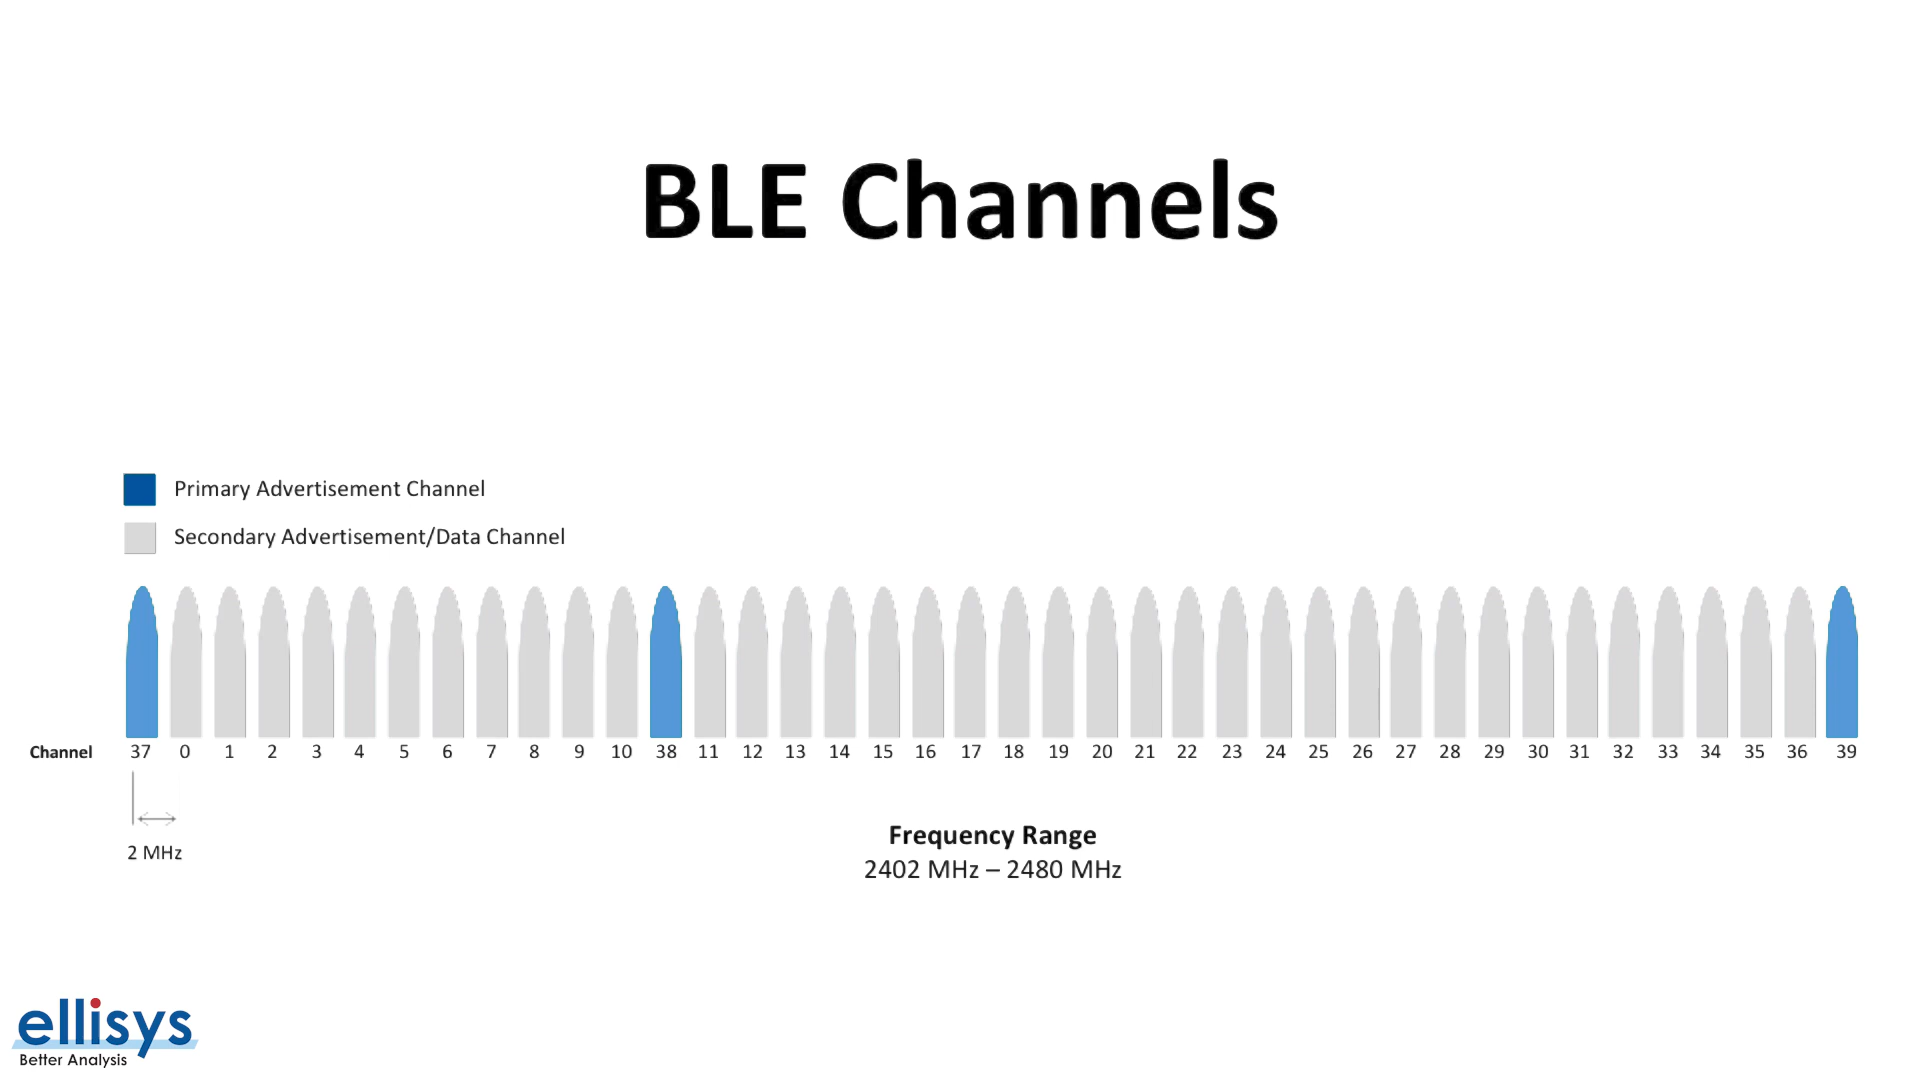 BLE Channels
Primary Advertisement Channel
Secondary Advertisement/Data Channel
Channel 37 0 1 2 3 4 5 6 7 8 9 10 38 11 12 13 14 15 16 17 18 19 20 21 22 23 24 25 26 27 28 29 30 31 32 33 34 35 36 39
2 MHz
Frequency Range
2402 MHz – 2480 MHz
ellisys
Better Analysis